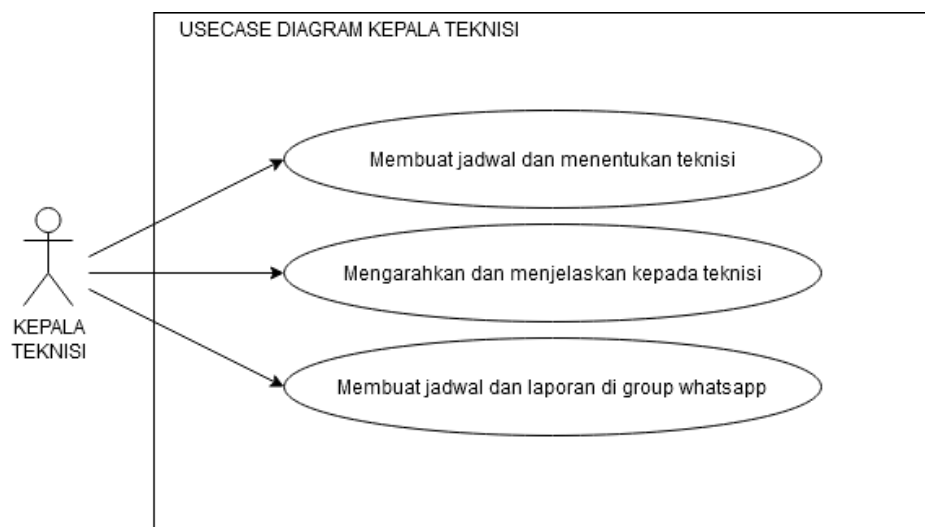 USECASE DIAGRAM KEPALA TEKNISI
Membuat jadwal dan menentukan teknisi
Mengarahkan dan menjelaskan kepada teknisi
KEPALA
TEKNISI
Membuat jadwal dan laporan di group whatsapp